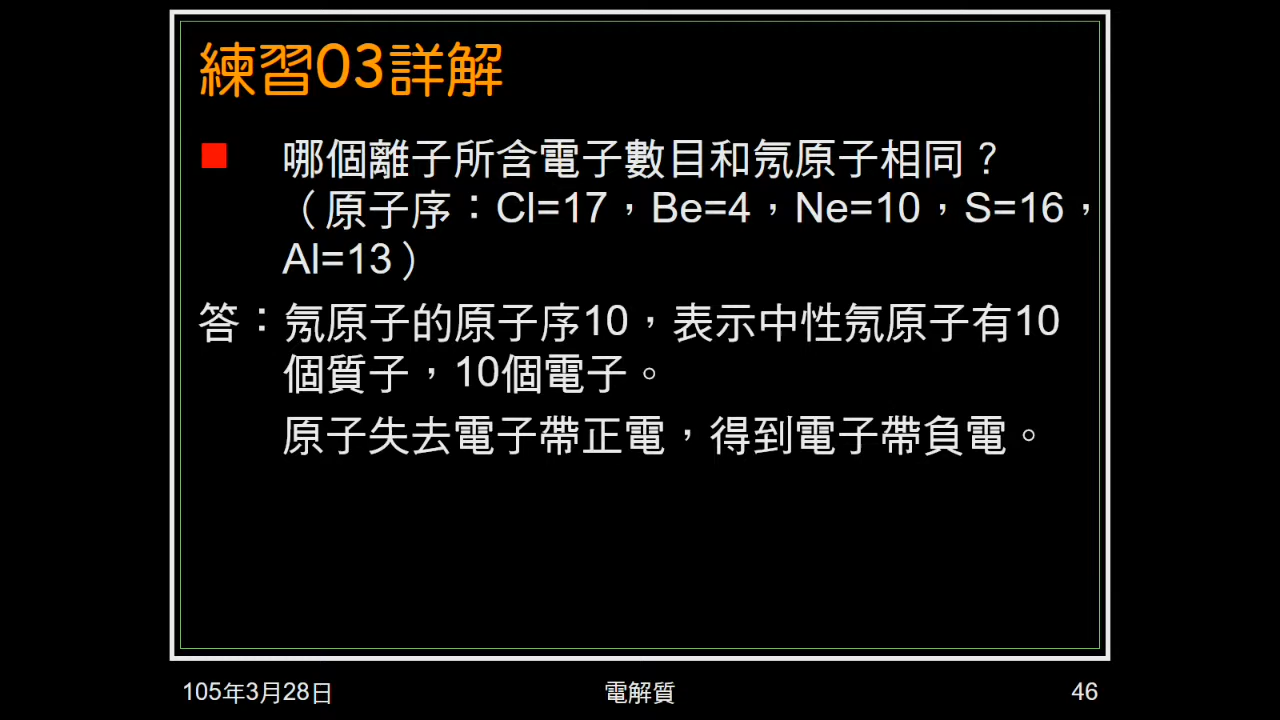 練習03詳解
哪個離子所含電子數目和氖原子相同？
（原子序：Cl=17，Be=4，Ne=10，S=16，
Al=13）
答：氖原子的原子序10，表示中性氖原子有10
個質子，10個電子。
原子失去電子帶正電，得到電子帶負電。
105年3月28日
電解質
46